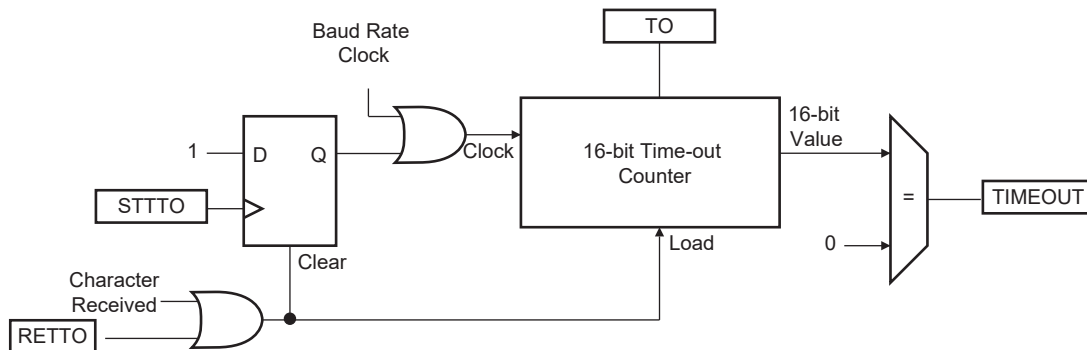 TO
Baud Rate
Clock
16-bit
Value
1
D
Q
Clock
16-bit Time-out
Counter
STTTO
=
TIMEOUT
0
Clear
Load
Character
Received
RETTO